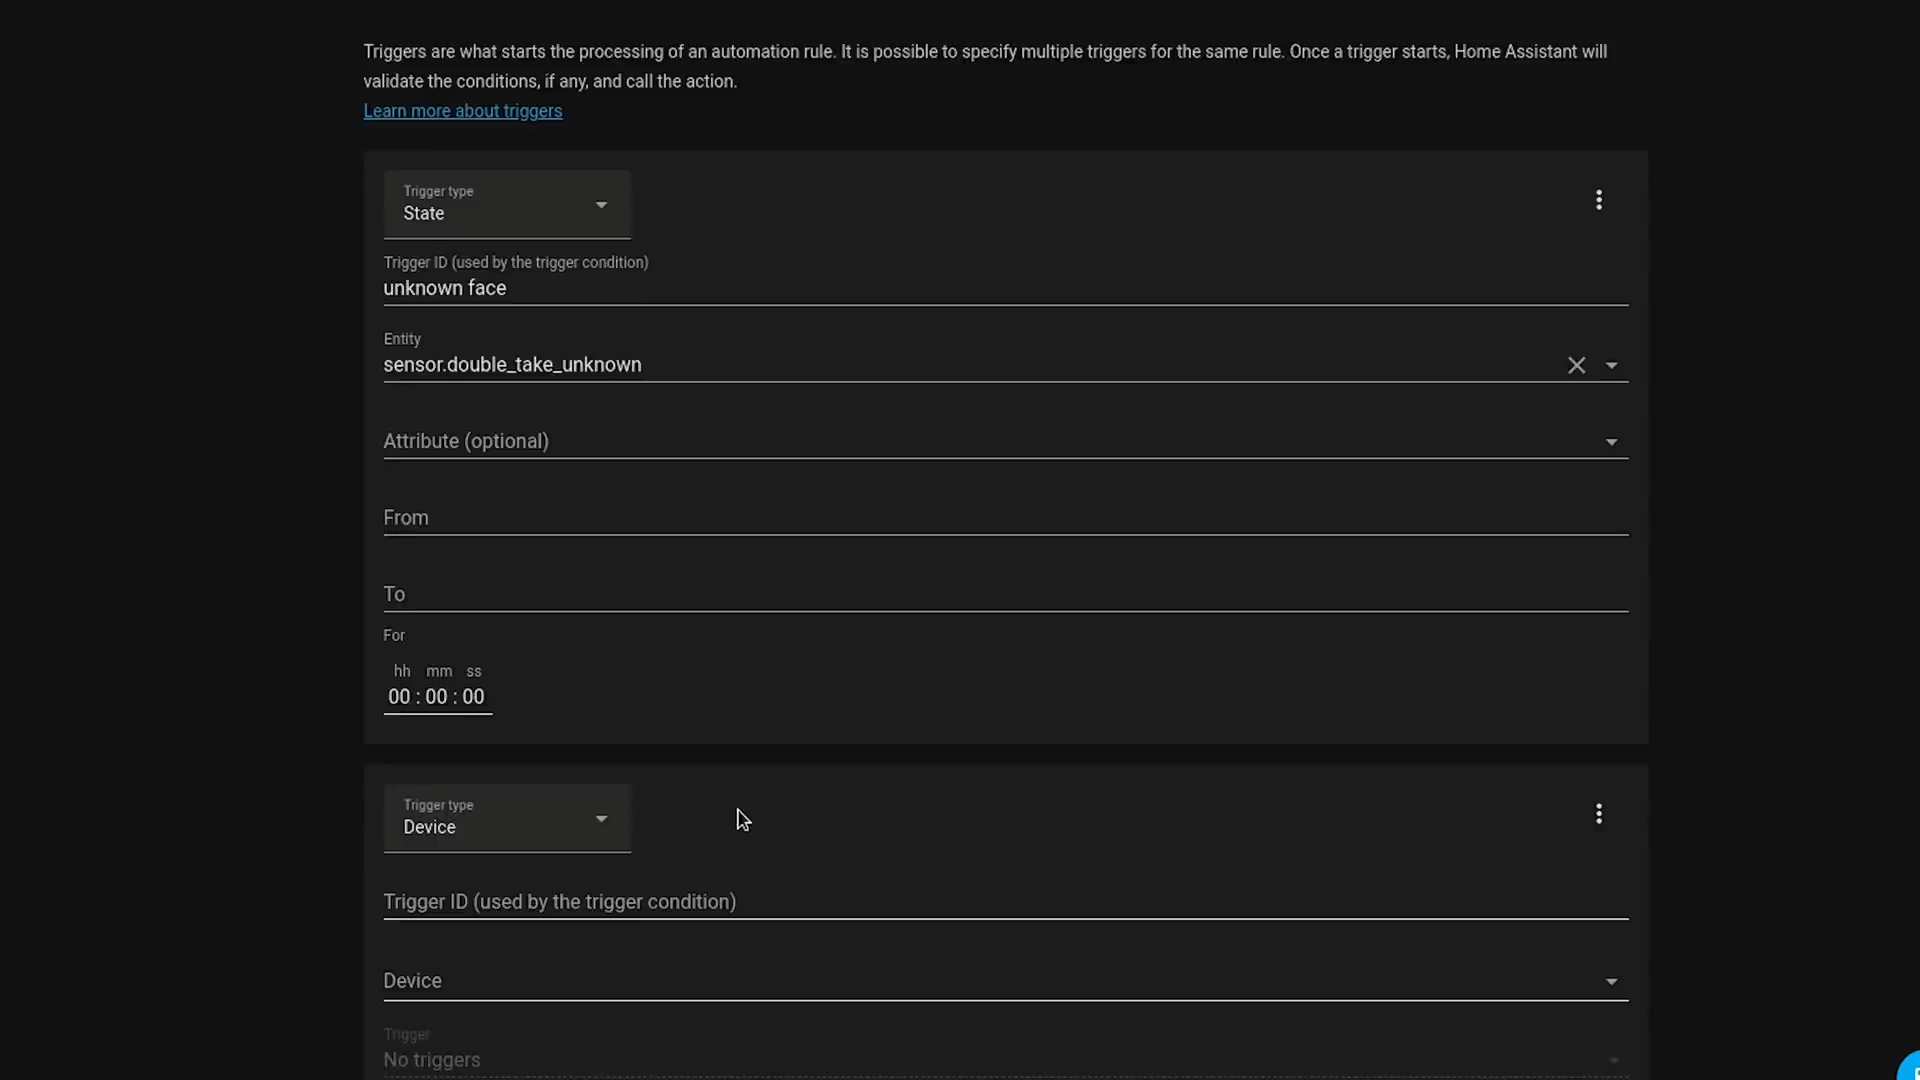 Triggers are what starts the processing of an automation rule. It is possible to specify multiple triggers for the same rule. Once a trigger starts, Home Assistant will
validate the conditions, if any, and call the action.
Learn more about triggers
Trigger type
State
Trigger ID (used by the trigger condition)
unknown face
Entity
sensor.double_take_unknown
Attribute (optional)
From
To
For
hh mm ss
00 : 00 : 00
Trigger type
Device
Trigger ID (used by the trigger condition)
Device
Trigger
No triggers